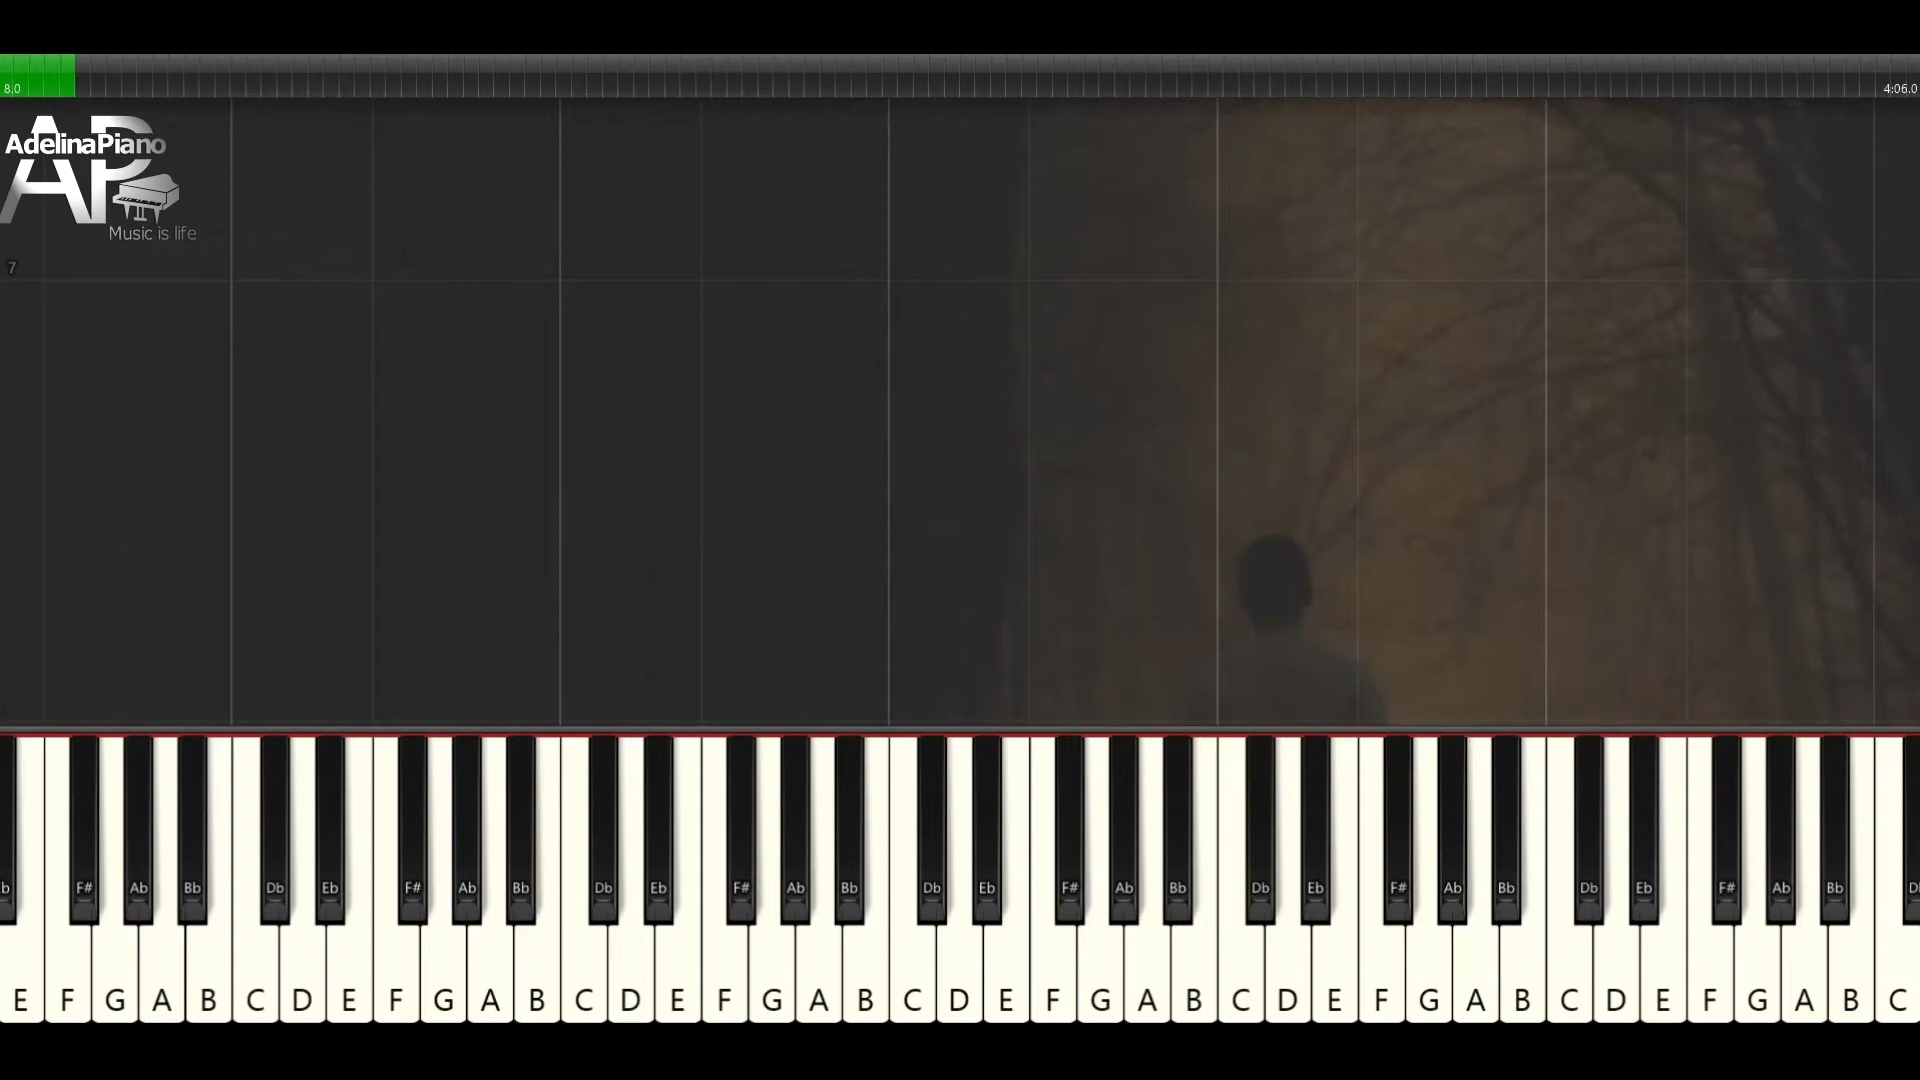 8.0 4:06.0
AP
AdelinaPiano
Music is life
7
Eb F# Ab Bb Db Eb F# Ab Bb Db Eb F# Ab Bb Db Eb F# Ab Bb Db Eb F# Ab Bb Db Eb F# Ab Bb D
E F G A B C D E F G A B C D E F G A B C D E F G A B C D E F G A B C D E F G A B C